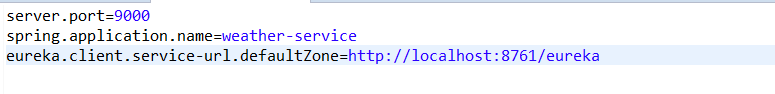 server.port=9000
spring.application.name=weather-service
eureka.client.service-url.defaultZone=http://localhost:8761/eureka